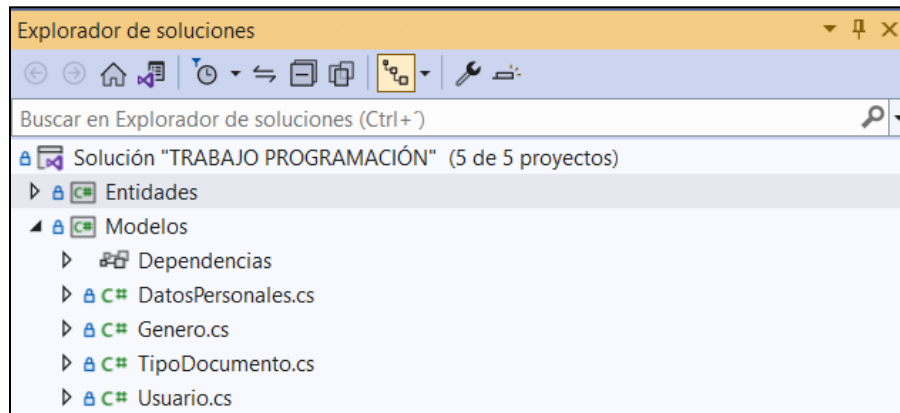 Explorador de soluciones
Buscar en Explorador de soluciones (Ctrl+´)
Solución "TRABAJO PROGRAMACIÓN" (5 de 5 proyectos)
C# Entidades
C# Modelos
Dependencias
C# DatosPersonales.cs
C# Genero.cs
C# TipoDocumento.cs
C# Usuario.cs